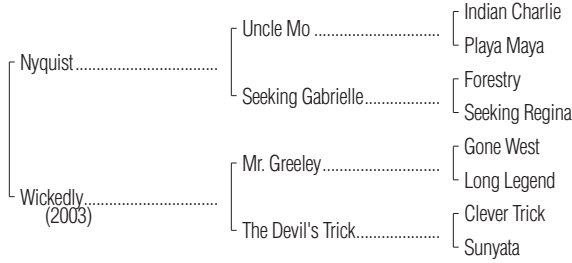 Indian Charlie
Uncle Mo ................................
Playa Maya
Nyquist....................................
Forestry
Seeking Gabrielle...................
Seeking Regina
Gone West
Mr. Greeley..............................
Long Legend
Wickedly..................................
(2003)
Clever Trick
The Devil's Trick.....................
Sunyata